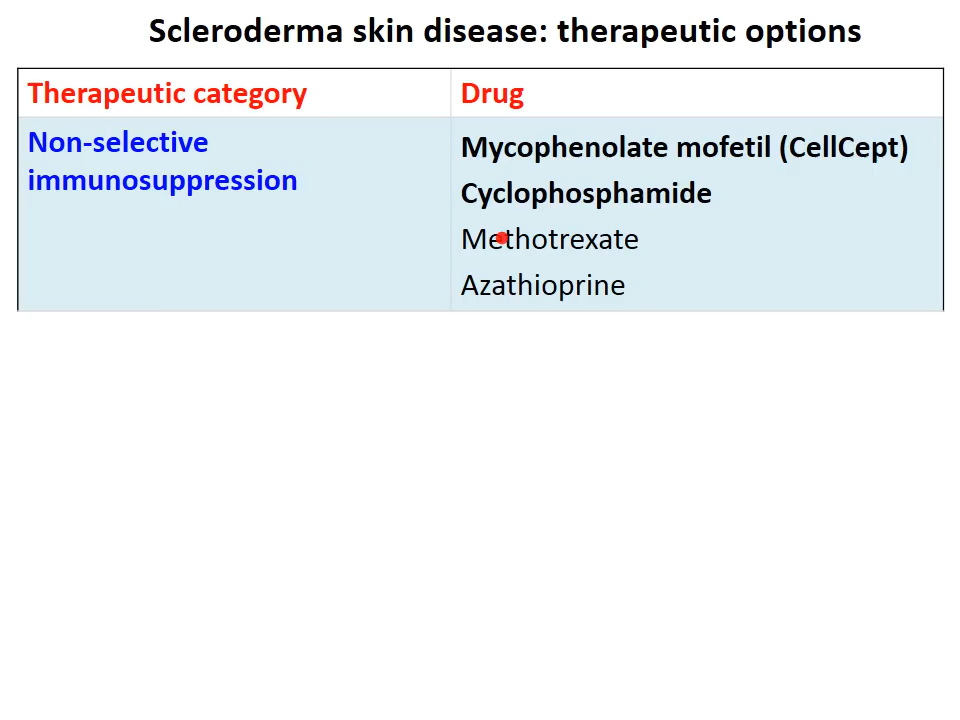 Scleroderma skin disease: therapeutic options
Therapeutic category
Drug
Non-selective
immunosuppression
Mycophenolate mofetil (CellCept)
Cyclophosphamide
Methotrexate
Azathioprine